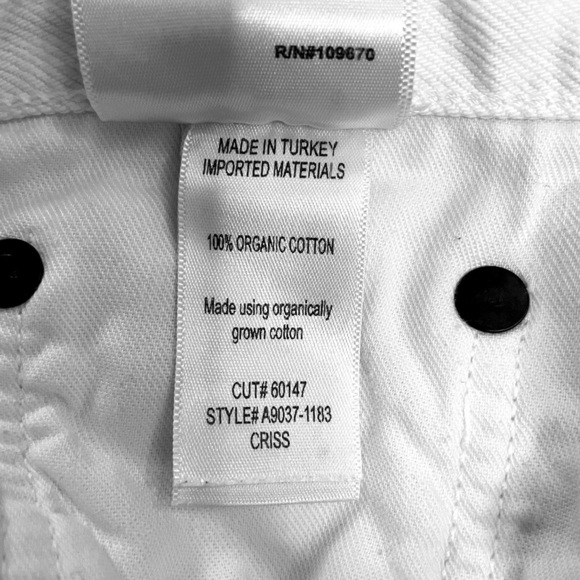 R/N#109670
MADE IN TURKEY
IMPORTED MATERIALS
100% ORGANIC COTTON
Made using organically
grown cotton
CUT# 60147
STYLE# A9037-1183
CRISS